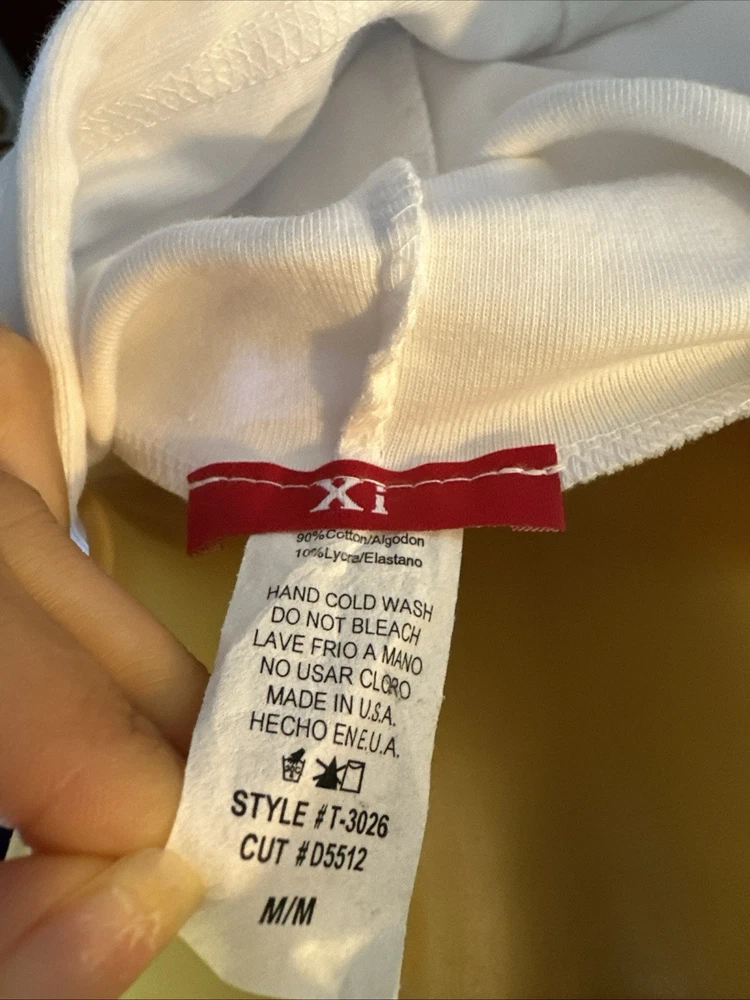 Xi
90%Cotton/Algodon
10%Lycra/Elastano
HAND COLD WASH
DO NOT BLEACH
LAVE FRIO A MANO
NO USAR CLORO
MADE IN U.S.A.
HECHO EN E.U.A.
STYLE #T-3026
CUT #D5512
M/M